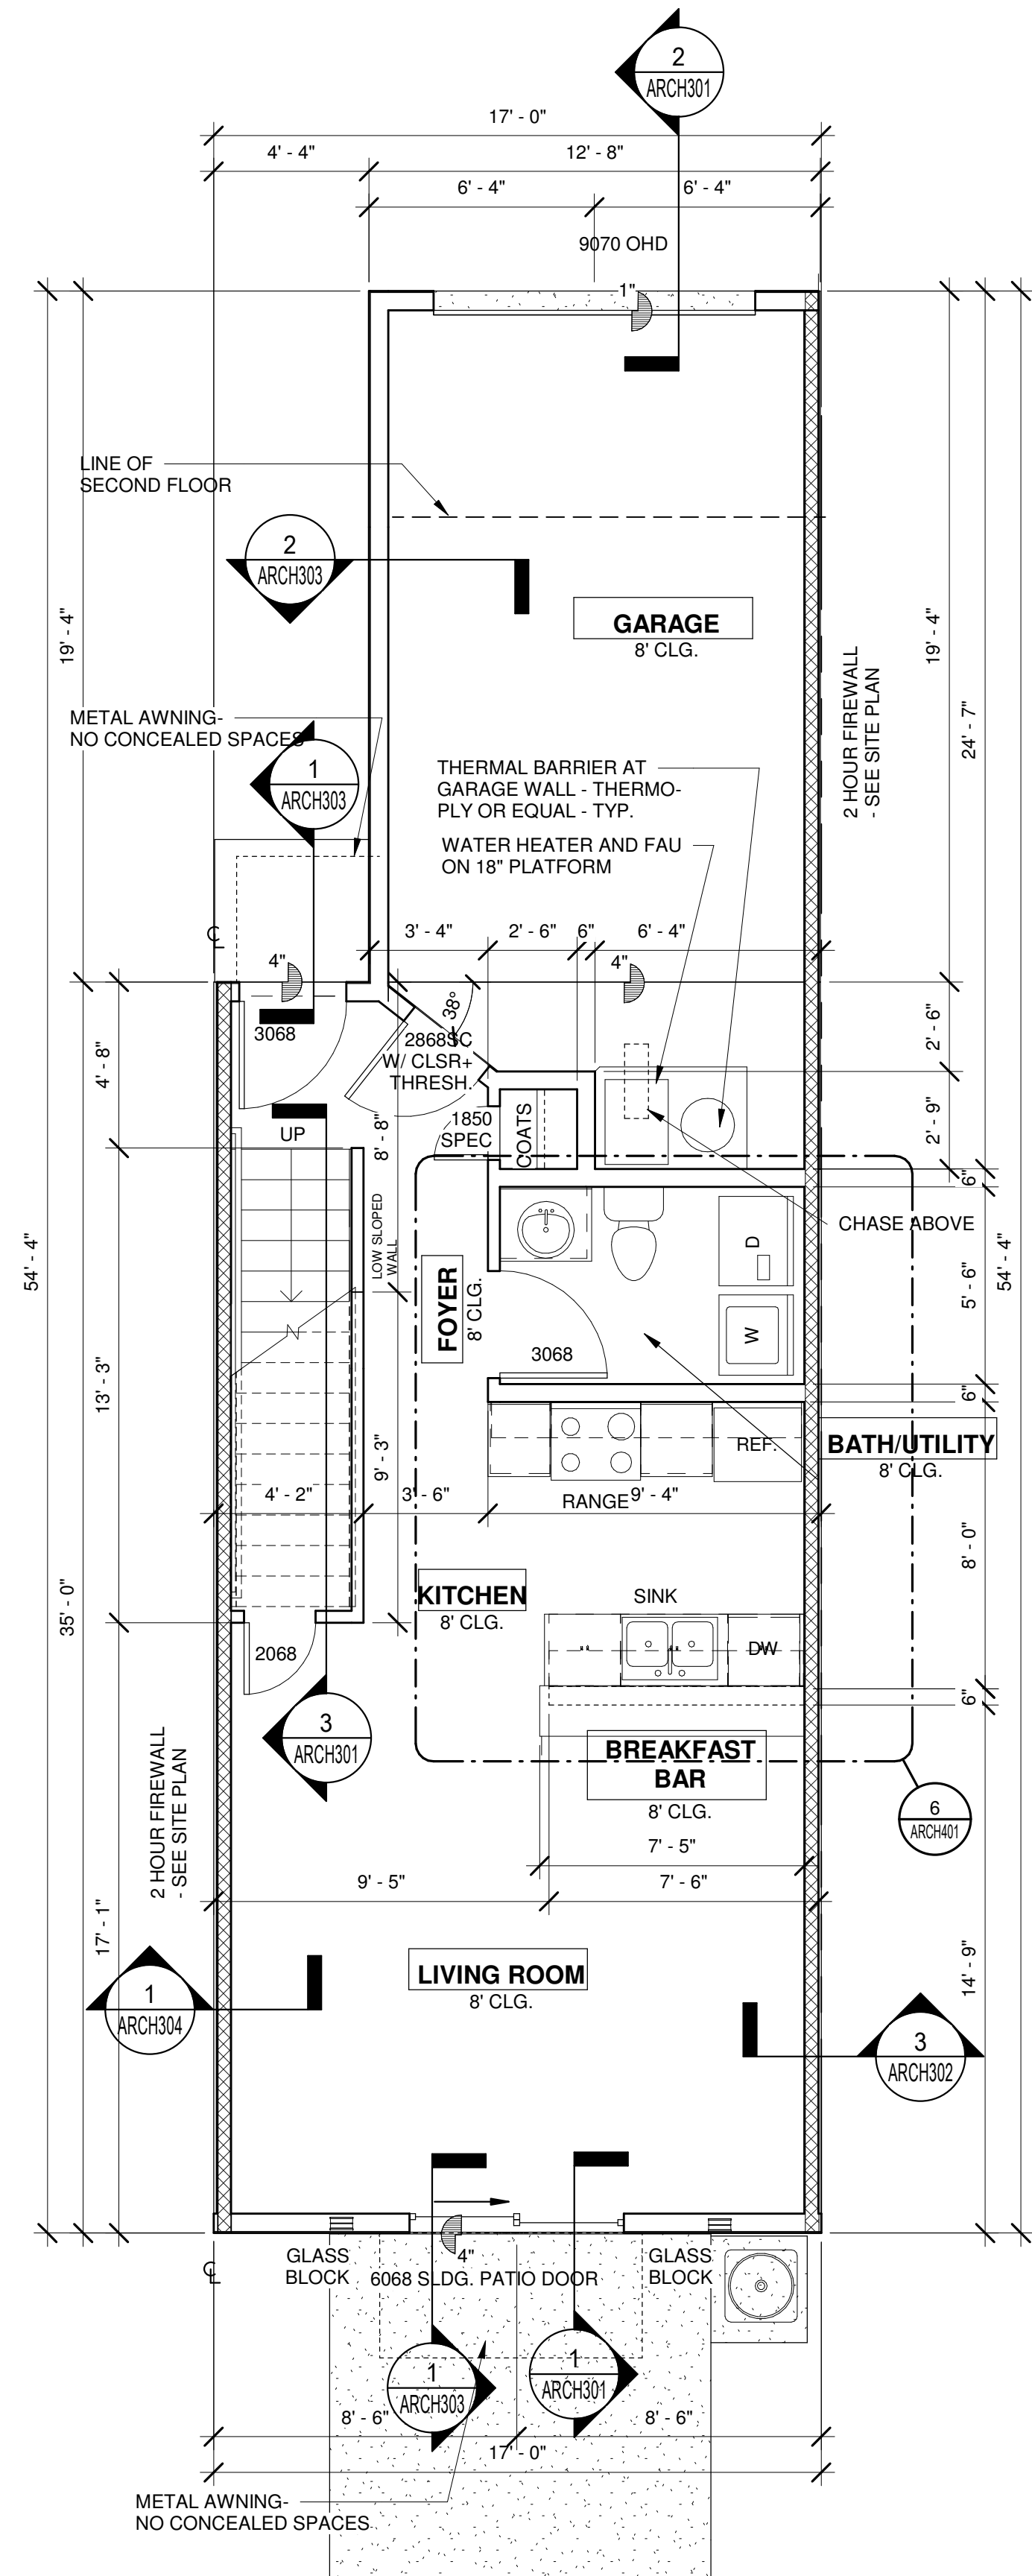 2
ARCH301
17' - 0"
4' - 4"
12' - 8"
6' - 4"
6' - 4"
9070 OHD
1"
LINE OF
SECOND FLOOR
2
ARCH303
GARAGE
8' CLG.
19' - 4"
19' - 4"
2 HOUR FIREWALL
- SEE SITE PLAN
24' - 7"
METAL AWNING-
NO CONCEALED SPACES
1
ARCH303
THERMAL BARRIER AT
GARAGE WALL - THERMO-
PLY OR EQUAL - TYP.
WATER HEATER AND FAU
ON 18" PLATFORM
3' - 4"
2' - 6"
6"
6' - 4"
4"
4"
38°
3068
2868SC
W/ CLSR+
THRESH.
4' - 8"
2' - 6"
UP
8' - 8"
1850
SPEC
COATS
2' - 9"
6"
CHASE ABOVE
LOW SLOPED
WALL
D
54' - 4"
54' - 4"
FOYER
8' CLG.
5' - 6"
W
3068
13' - 3"
6"
REF.
BATH/UTILITY
8' CLG.
9' - 3"
4' - 2"
3' - 6"
RANGE
9' - 4"
8' - 0"
35' - 0"
KITCHEN
8' CLG.
SINK
DW
2068
6"
3
ARCH301
BREAKFAST
BAR
8' CLG.
6
ARCH401
2 HOUR FIREWALL
- SEE SITE PLAN
7' - 5"
9' - 5"
7' - 6"
17' - 1"
14' - 9"
LIVING ROOM
8' CLG.
1
ARCH304
3
ARCH302
GLASS
BLOCK
4"
6068 SLDG. PATIO DOOR
GLASS
BLOCK
1
ARCH303
1
ARCH301
8' - 6"
8' - 6"
17' - 0"
METAL AWNING-
NO CONCEALED SPACES